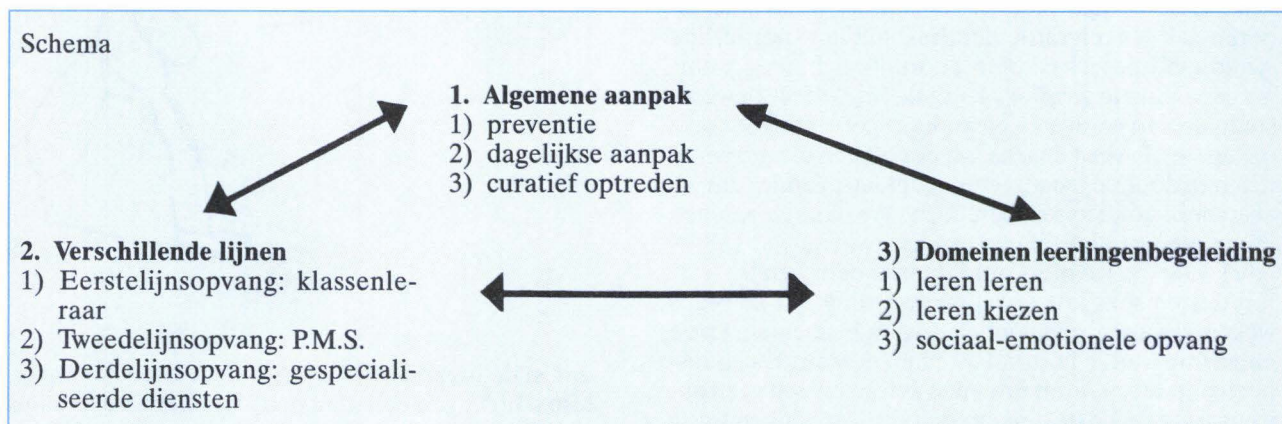 Schema
1. Algemene aanpak
1) preventie
2) dagelijkse aanpak
3) curatief optreden
2. Verschillende lijnen
1) Eerstelijnsopvang: klassenle-
raar
2) Tweedelijnsopvang: P.M.S.
3) Derdelijnsopvang: gespeciali-
seerde diensten
3) Domeinen leerlingenbegeleiding
1) leren leren
2) leren kiezen
3) sociaal-emotionele opvang